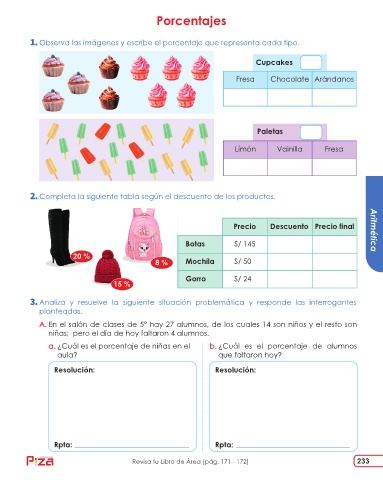 Porcentajes
1. Observa las imágenes y escribe el porcentaje que representa cada tipo.
Cupcakes
Fresa Chocolate Arándanos
Paletas
Limón Vainilla Fresa
2. Completa la siguiente tabla según el descuento de los productos.
20 %
8 %
15 %
Precio Descuento Precio final
Botas S/ 145
Mochila S/ 50
Gorro S/ 24
Aritmética
3. Analiza y resuelve la siguiente situación problemática y responde las interrogantes
planteadas.
A. En el salón de clases de 5° hay 27 alumnos, de los cuales 14 son niños y el resto son
niñas; pero el día de hoy faltaron 4 alumnos.
a. ¿Cuál es el porcentaje de niñas en el
aula?
Resolución:
Rpta:
b. ¿Cuál es el porcentaje de alumnos
que faltaron hoy?
Resolución:
Rpta:
Revisa tu Libro de Área (pág. 171 - 172)
233